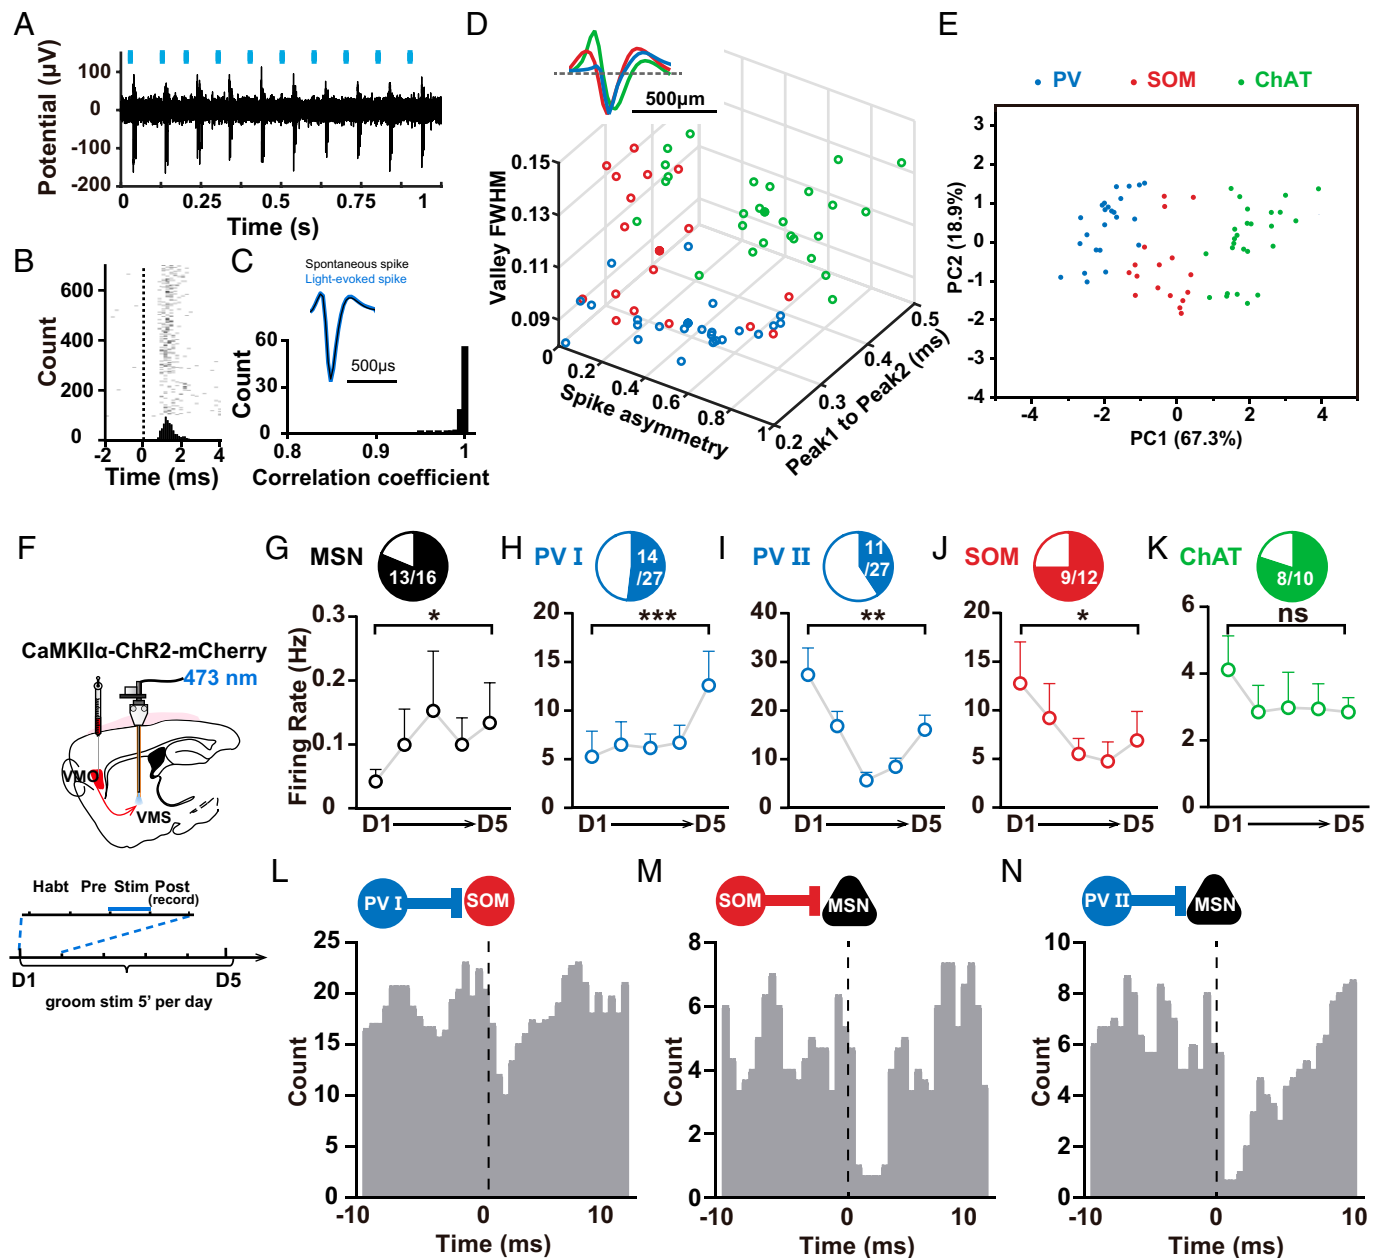 A
Potential (μV)
100
0
-100
-200
0 0.25 0.5 0.75 1
Time (s)
B
Count
600
400
200
0
-2 0 2 4
Time (ms)
C
Spontaneous spike
Light-evoked spike
500μs
Count
60
30
0
0.8 0.9 1
Correlation coefficient
D
500μm
Valley FWHM
0.15
0.13
0.11
0.09
0 0.2 0.4 0.6 0.8 1
Spike asymmetry
0.2 0.3 0.4 0.5
Peak1 to Peak2 (ms)
E
PV SOM ChAT
PC2 (18.9%)
3
2
1
0
-1
-2
-3
-4
-4 -2 0 2 4
PC1 (67.3%)
F
CaMKIIα-ChR2-mCherry
473 nm
VMO
VMS
Habt Pre Stim Post
(record)
D1 D5
groom stim 5' per day
G
MSN
13/16
Firing Rate (Hz)
0.3
0.2
0.1
0
*
D1 D5
H
PV I
14
/27
20
15
10
5
0
***
D1 D5
I
PV II
11
/27
40
30
20
10
0
**
D1 D5
J
SOM
9/12
20
15
10
5
0
*
D1 D5
K
ChAT
8/10
6
4
2
0
ns
D1 D5
L
PV I SOM
Count
25
20
15
10
5
0
-10 0 10
Time (ms)
M
SOM MSN
Count
8
6
4
2
0
-10 0 10
Time (ms)
N
PV II MSN
Count
10
8
6
4
2
0
-10 0 10
Time (ms)